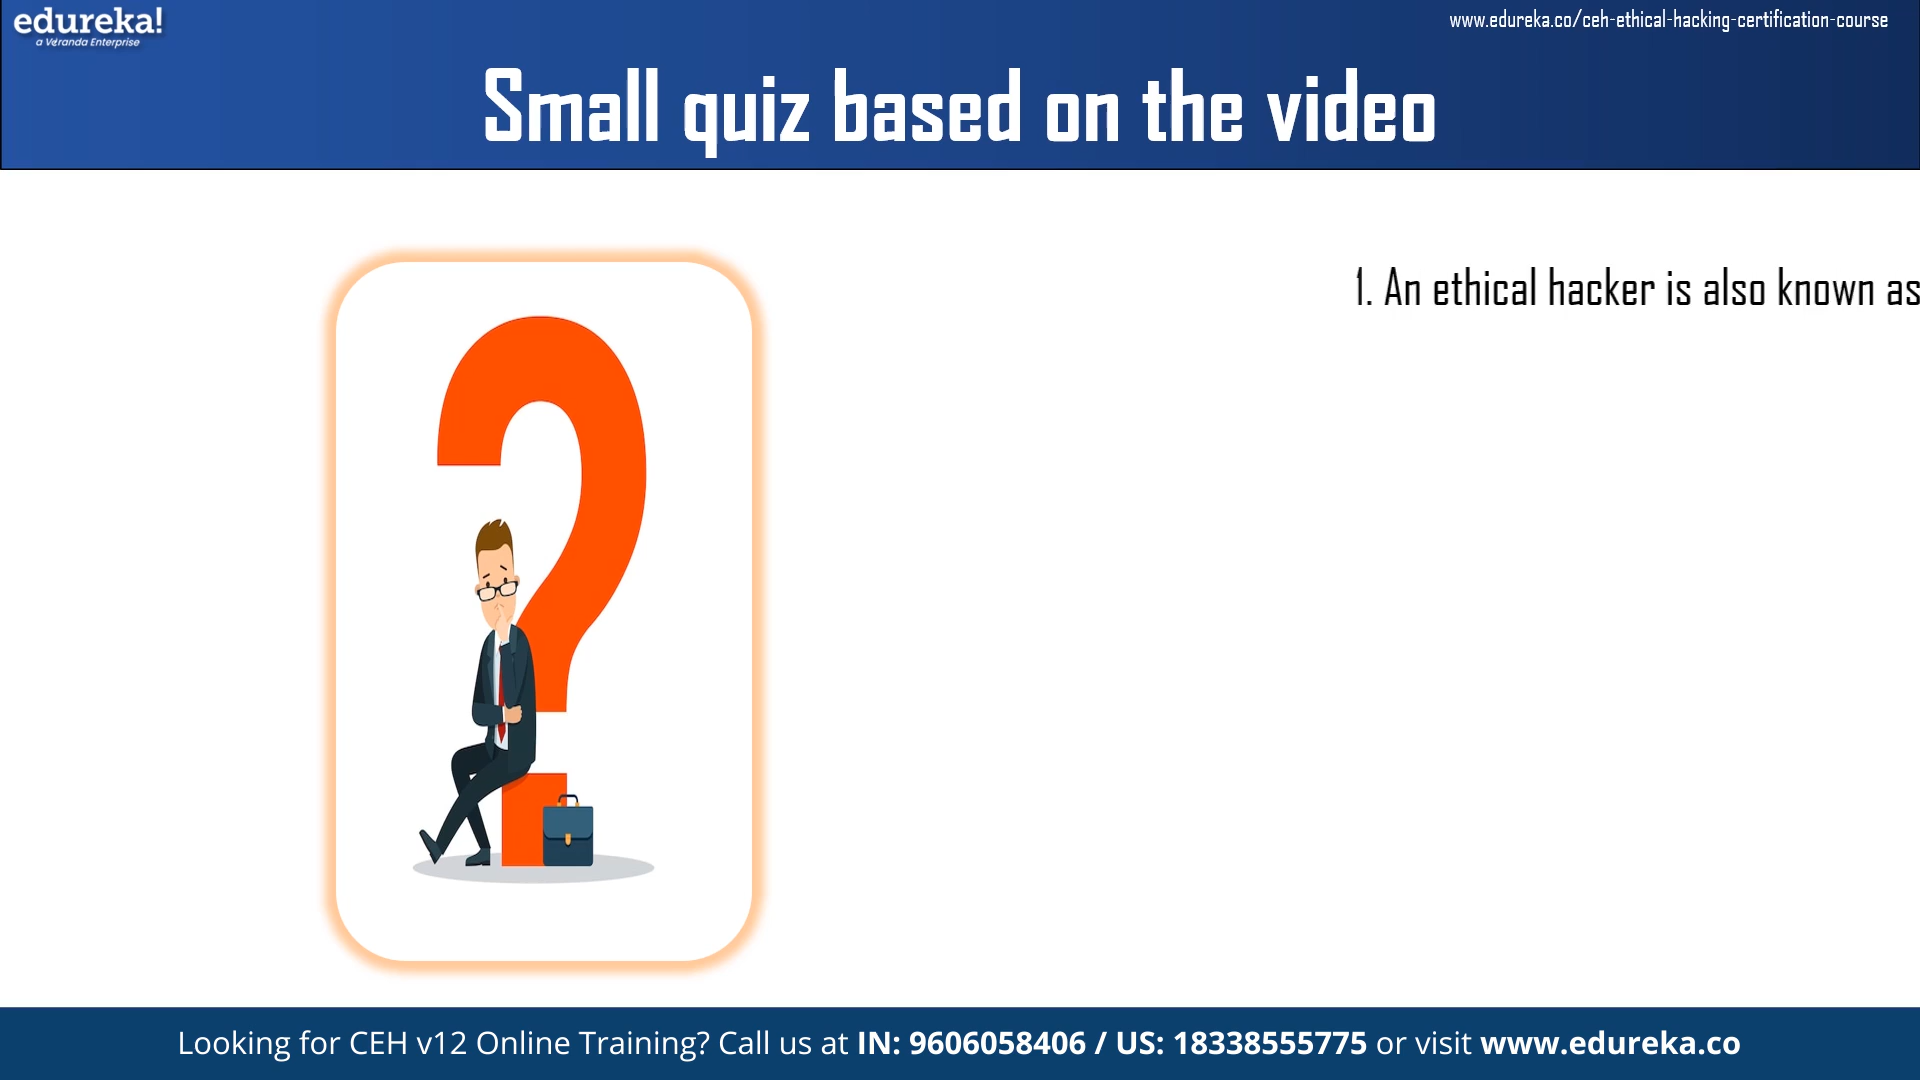 edureka!
a Veranda Enterprise
www.edureka.co/ceh-ethical-hacking-certification-course
Small quiz based on the video
1. An ethical hacker is also known as
Looking for CEH v12 Online Training? Call us at IN: 9606058406 / US: 18338555775 or visit www.edureka.co